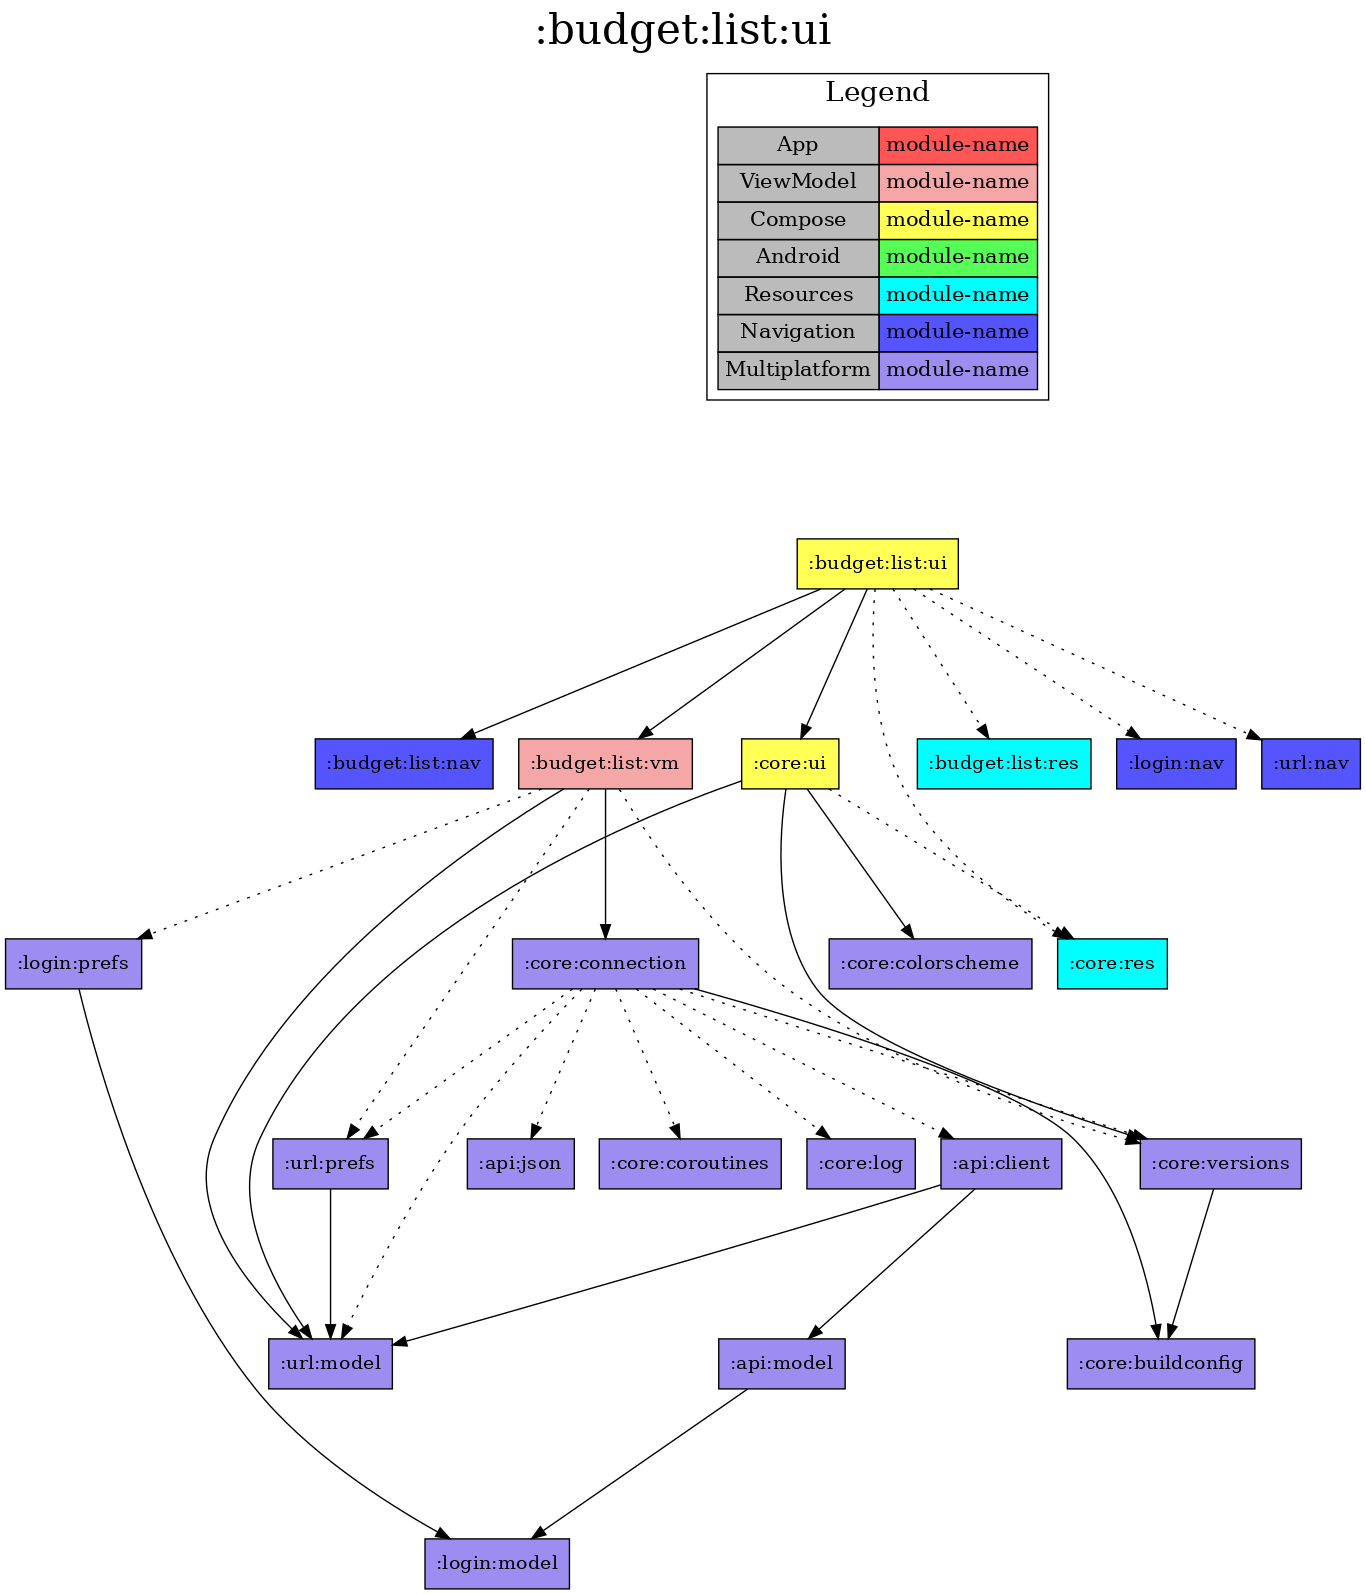 :budget:list:ui
Legend
App module-name
ViewModel module-name
Compose module-name
Android module-name
Resources module-name
Navigation module-name
Multiplatform module-name
:budget:list:ui
:budget:list:nav
:budget:list:vm
:core:ui
:budget:list:res
:login:nav
:url:nav
:login:prefs
:core:connection
:core:colorscheme
:core:res
:url:prefs
:api:json
:core:coroutines
:core:log
:api:client
:core:versions
:url:model
:api:model
:core:buildconfig
:login:model